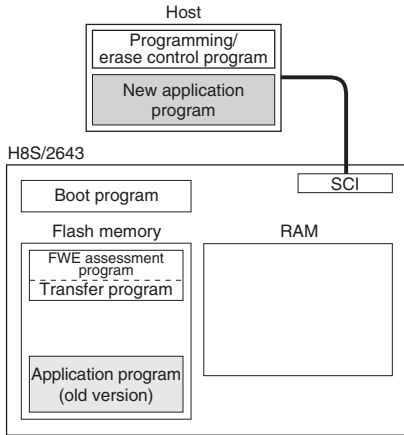 Host
Programming/
erase control program
New application
program
H8S/2643
SCI
Boot program
Flash memory
RAM
FWE assessment
program
Transfer program
Application program
(old version)